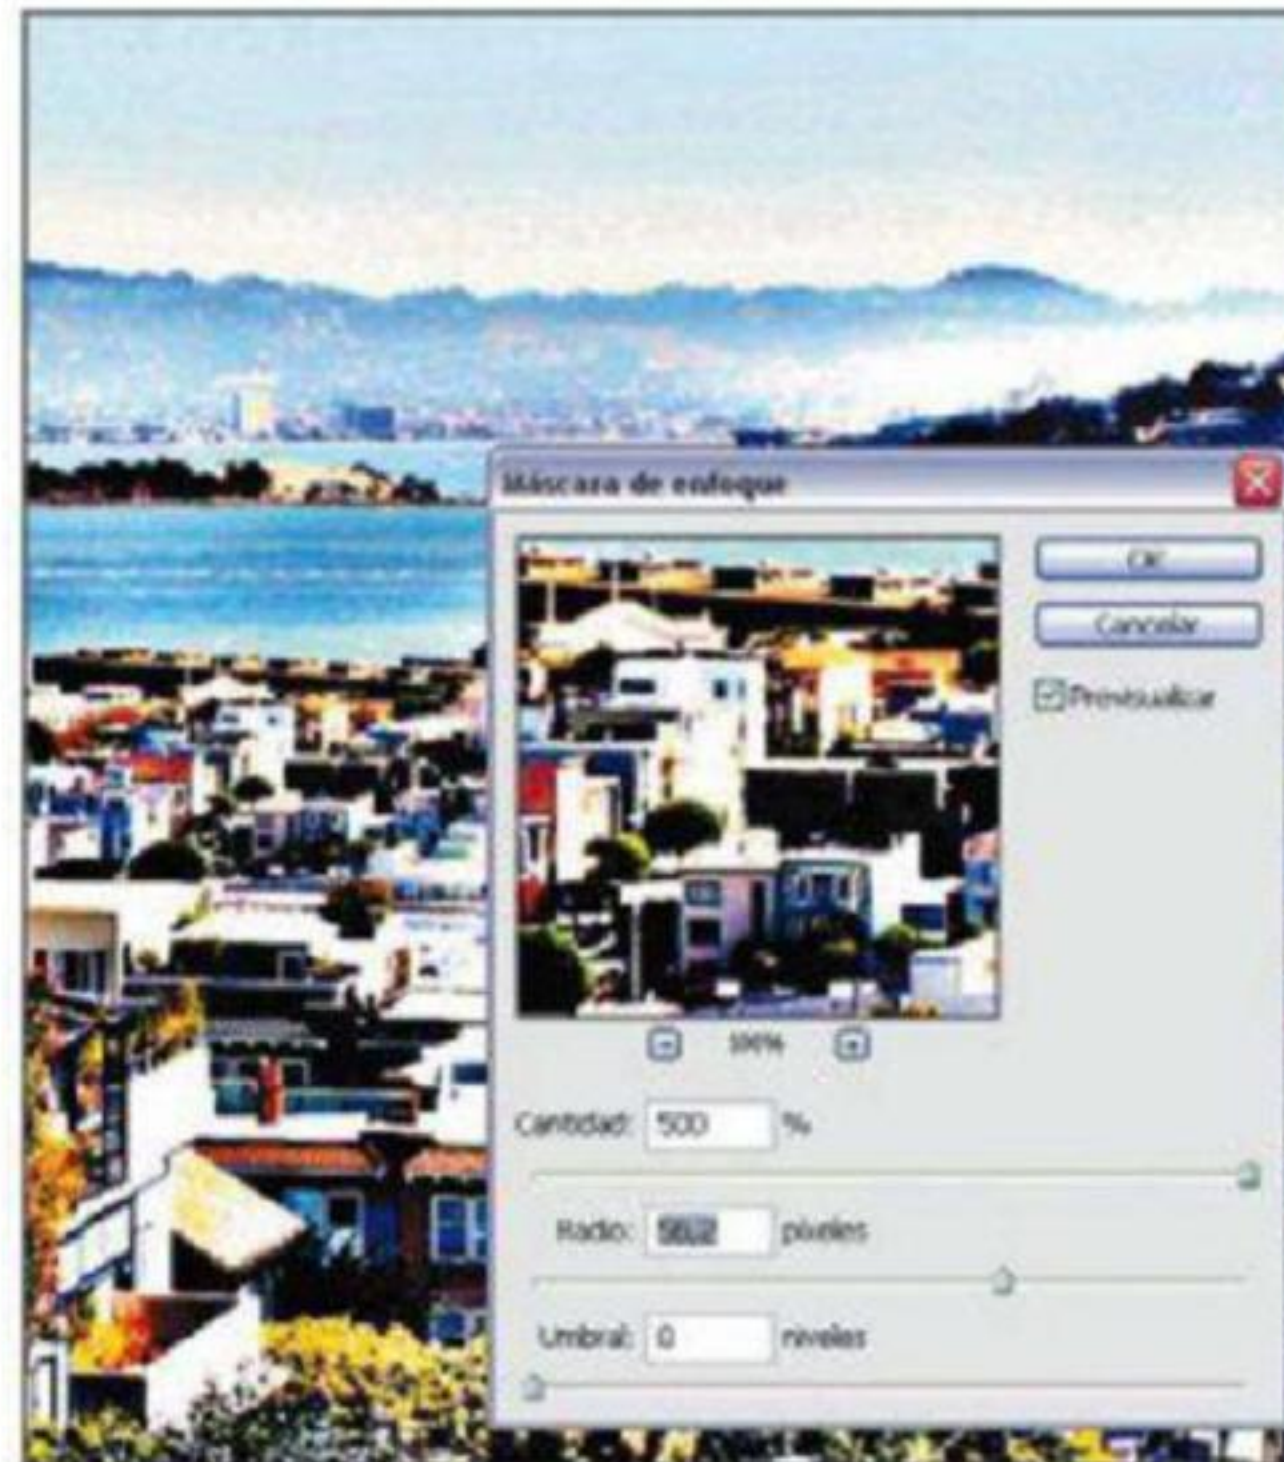 Máscara de enfoque
OK
Cancelar
Previsualizar
100%
Cantidad: 500 %
Radio: píxeles
Umbral: 0 niveles